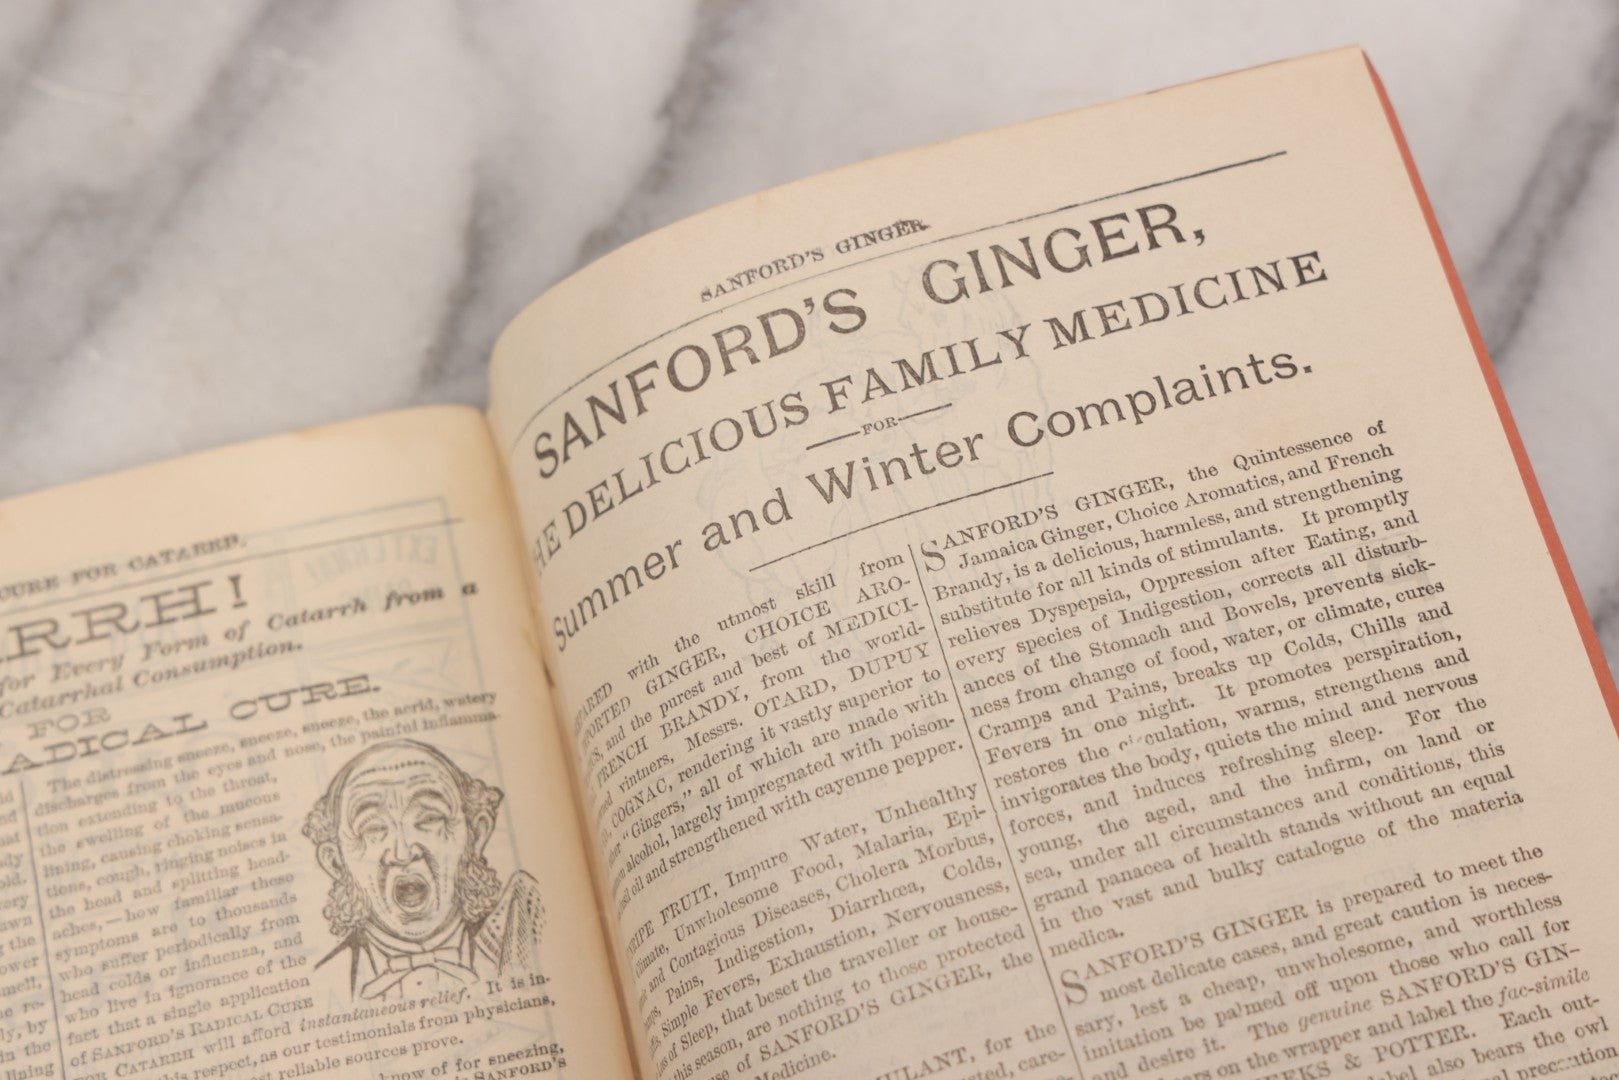 CURE FOR CATARRH.
RRH!
for Every Form of Catarrh from a
Catarrhal Consumption.
FOR
RADICAL CURE.
The distressing sneeze, sneeze, sneeze, the acrid, watery
discharges from the eyes and nose, the painful inflamma-
tion extending to the throat,
the swelling of the mucous
lining, causing choking sensa-
tions, cough, ringing noises in
the head and splitting head-
aches,—how familiar these
symptoms are to thousands
who suffer periodically from
head colds or influenza, and
who live in ignorance of the
fact that a single application
of SANFORD'S RADICAL CURE
FOR CATARRH will afford instantaneous relief. It is in
this respect, as our testimonials from physicians,
reliable sources prove.
know of for sneezing,
SANFORD'S
SANFORD'S GINGER.
SANFORD'S GINGER,
THE DELICIOUS FAMILY MEDICINE
FOR
Summer and Winter Complaints.
with the utmost skill from
GINGER, CHOICE ARO-
and the purest and best of MEDICI-
FRENCH BRANDY, from the world-
vintners, Messrs. OTARD, DUPUY
COGNAC, rendering it vastly superior to
"Gingers," all of which are made with
alcohol, largely impregnated with poison-
oil and strengthened with cayenne pepper.
FRUIT, Impure Water, Unhealthy
Climate, Unwholesome Food, Malaria, Epi-
and Contagious Diseases, Cholera Morbus,
Pains, Indigestion, Diarrhœa, Colds,
Simple Fevers, Exhaustion, Nervousness,
of Sleep, that beset the traveller or house-
this season, are nothing to those protected
of SANFORD'S GINGER, the
Medicine.
for the
SANFORD'S GINGER, the Quintessence of
Jamaica Ginger, Choice Aromatics, and French
Brandy, is a delicious, harmless, and strengthening
substitute for all kinds of stimulants. It promptly
relieves Dyspepsia, Oppression after Eating, and
every species of Indigestion, corrects all disturb-
ances of the Stomach and Bowels, prevents sick-
ness from change of food, water, or climate, cures
Cramps and Pains, breaks up Colds, Chills and
Fevers in one night. It promotes perspiration,
restores the circulation, warms, strengthens and
invigorates the body, quiets the mind and nervous
forces, and induces refreshing sleep. For the
young, the aged, and the infirm, on land or
sea, under all circumstances and conditions, this
grand panacea of health stands without an equal
in the vast and bulky catalogue of the materia
medica.
SANFORD'S GINGER is prepared to meet the
most delicate cases, and great caution is neces-
sary, lest a cheap, unwholesome, and worthless
imitation be palmed off upon those who call for
and desire it. The genuine SANFORD'S GIN-
on the wrapper and label the fac-simile
& POTTER. Each out-
label also bears the owl